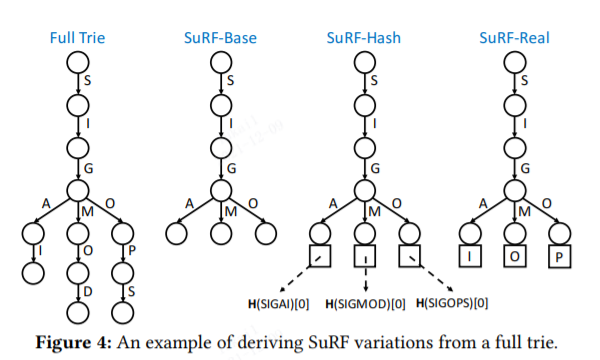 Full Trie SuRF-Base SuRF-Hash SuRF-Real
S S S S
I I I I
G G G G
A M O A M O A M O A M O
I O P I O P
D S
H(SIGAI)[0] H(SIGMOD)[0] H(SIGOPS)[0]
Figure 4: An example of deriving SuRF variations from a full trie.